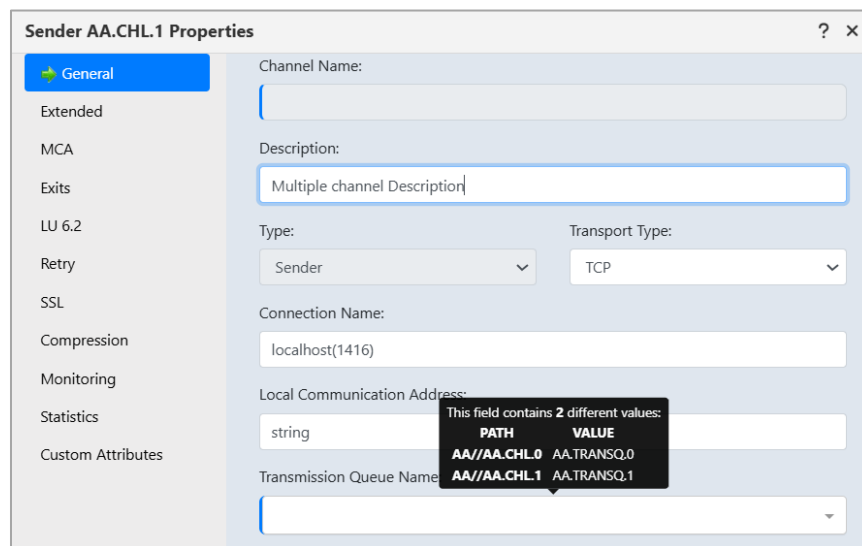 Sender AA.CHL.1 Properties ? ×
General
Extended
MCA
Exits
LU 6.2
Retry
SSL
Compression
Monitoring
Statistics
Custom Attributes
Channel Name:
Description:
Multiple channel Description
Type: Transport Type:
Sender TCP
Connection Name:
localhost(1416)
Local Communication Address:
string
This field contains 2 different values:
PATH VALUE
AA//AA.CHL.0 AA.TRANSQ.0
AA//AA.CHL.1 AA.TRANSQ.1
Transmission Queue Name